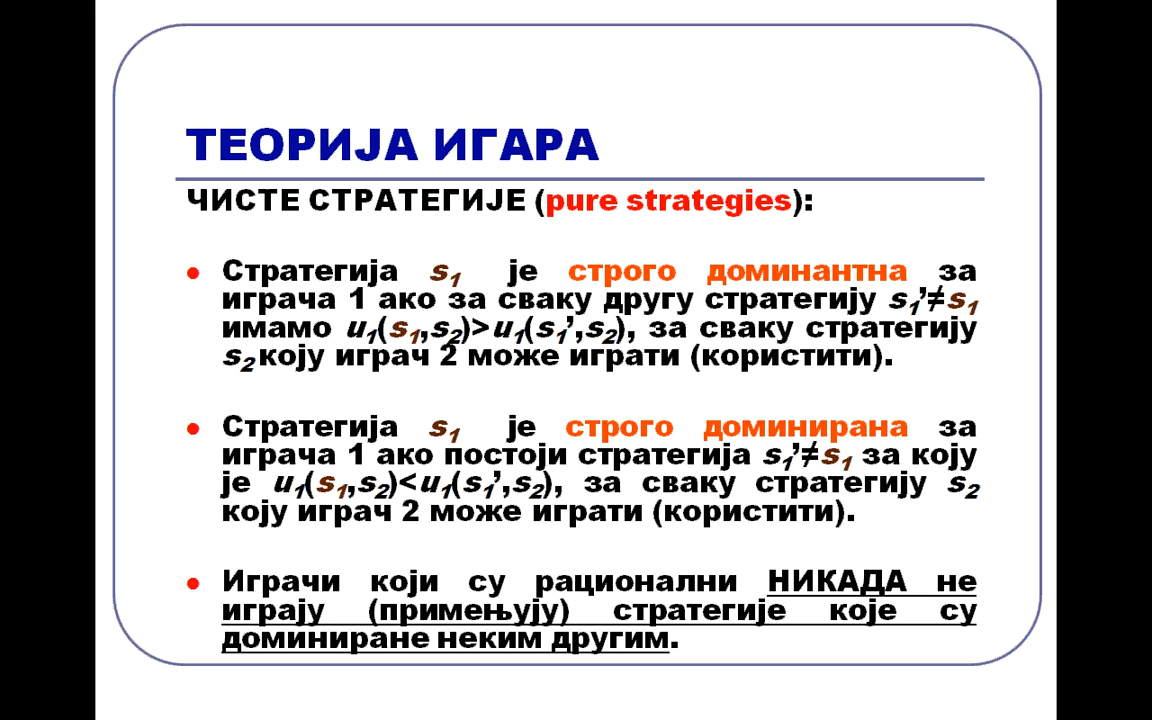 ТЕОРИЈА ИГАРА
ЧИСТЕ СТРАТЕГИЈЕ (pure strategies):
• Стратегија s₁ је строго доминантна за
играча 1 ако за сваку другу стратегију s₁’≠s₁
имамо u₁(s₁,s₂)>u₁(s₁’,s₂), за сваку стратегију
s₂ коју играч 2 може играти (користити).
• Стратегија s₁ је строго доминирана за
играча 1 ако постоји стратегија s₁’≠s₁ за коју
је u₁(s₁,s₂)<u₁(s₁’,s₂), за сваку стратегију s₂
коју играч 2 може играти (користити).
• Играчи који су рационални НИКАДА не
играју (примењују) стратегије које су
доминиране неким другим.